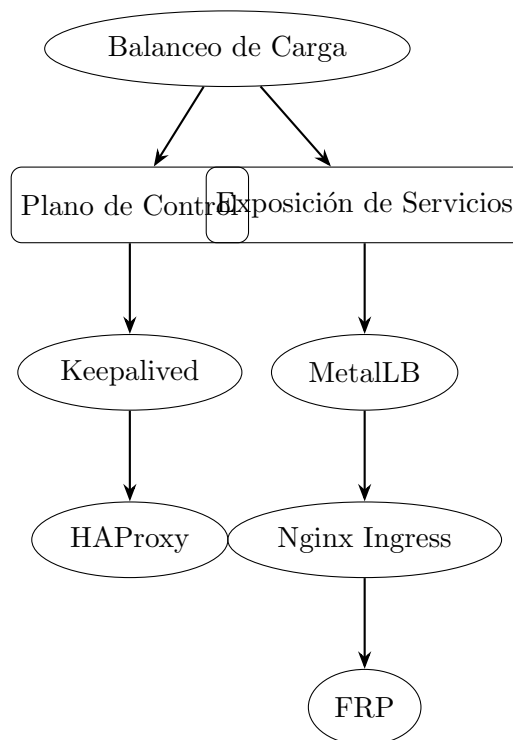 Balanceo de Carga
Plano de Control
Exposición de Servicios
Keepalived
MetalLB
HAProxy
Nginx Ingress
FRP